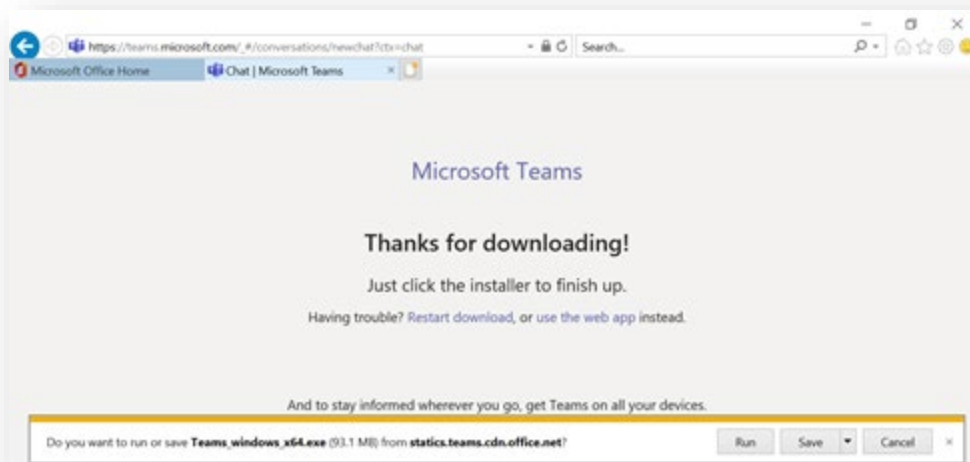 https://teams.microsoft.com/_#/conversations/newchat?ctx=chat
Search...
Microsoft Office Home
Chat | Microsoft Teams
Microsoft Teams
Thanks for downloading!
Just click the installer to finish up.
Having trouble? Restart download, or use the web app instead.
And to stay informed wherever you go, get Teams on all your devices.
Do you want to run or save Teams_windows_x64.exe (93.1 MB) from statics.teams.cdn.office.net?
Run
Save
Cancel